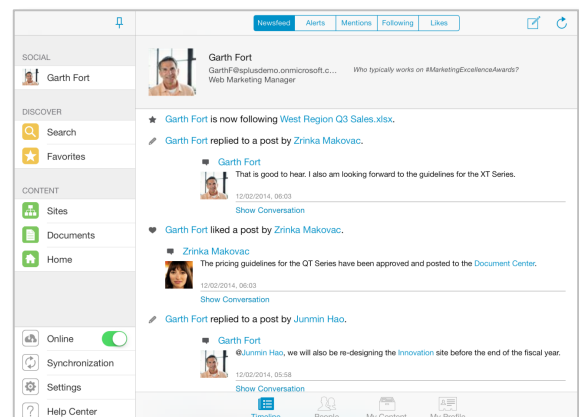 Newsfeed Alerts Mentions Following Likes
SOCIAL
Garth Fort
DISCOVER
Search
Favorites
CONTENT
Sites
Documents
Home
Online
Synchronization
Settings
Help Center
Garth Fort
GarthF@splusdemo.onmicrosoft.c...
Web Marketing Manager
Who typically works on #MarketingExcellenceAwards?
Garth Fort is now following West Region Q3 Sales.xlsx.
Garth Fort replied to a post by Zrinka Makovac.
Garth Fort
That is good to hear. I also am looking forward to the guidelines for the XT Series.
12/02/2014, 06:03
Show Conversation
Garth Fort liked a post by Zrinka Makovac.
Zrinka Makovac
The pricing guidelines for the QT Series have been approved and posted to the Document Center.
12/02/2014, 06:03
Show Conversation
Garth Fort replied to a post by Junmin Hao.
Garth Fort
@Junmin Hao, we will also be re-designing the Innovation site before the end of the fiscal year.
12/02/2014, 05:58
Show Conversation
Timeline People My Content My Profile